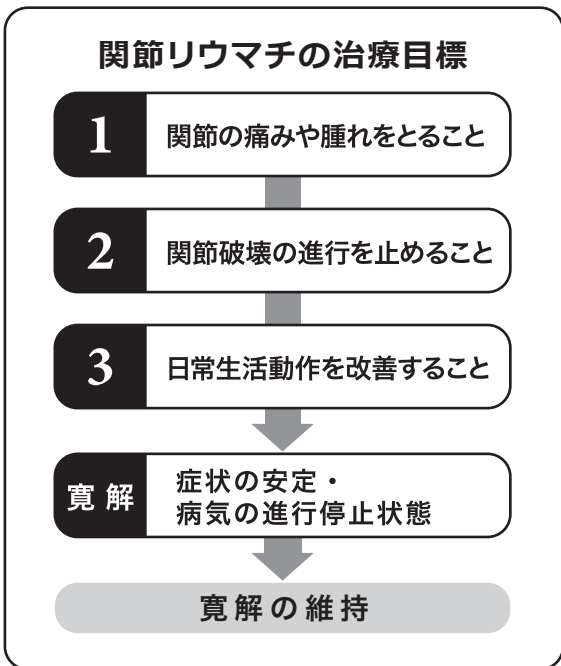 関節リウマチの治療目標
1 関節の痛みや腫れをとること
2 関節破壊の進行を止めること
3 日常生活動作を改善すること
寛解 症状の安定・
病気の進行停止状態
寛解の維持